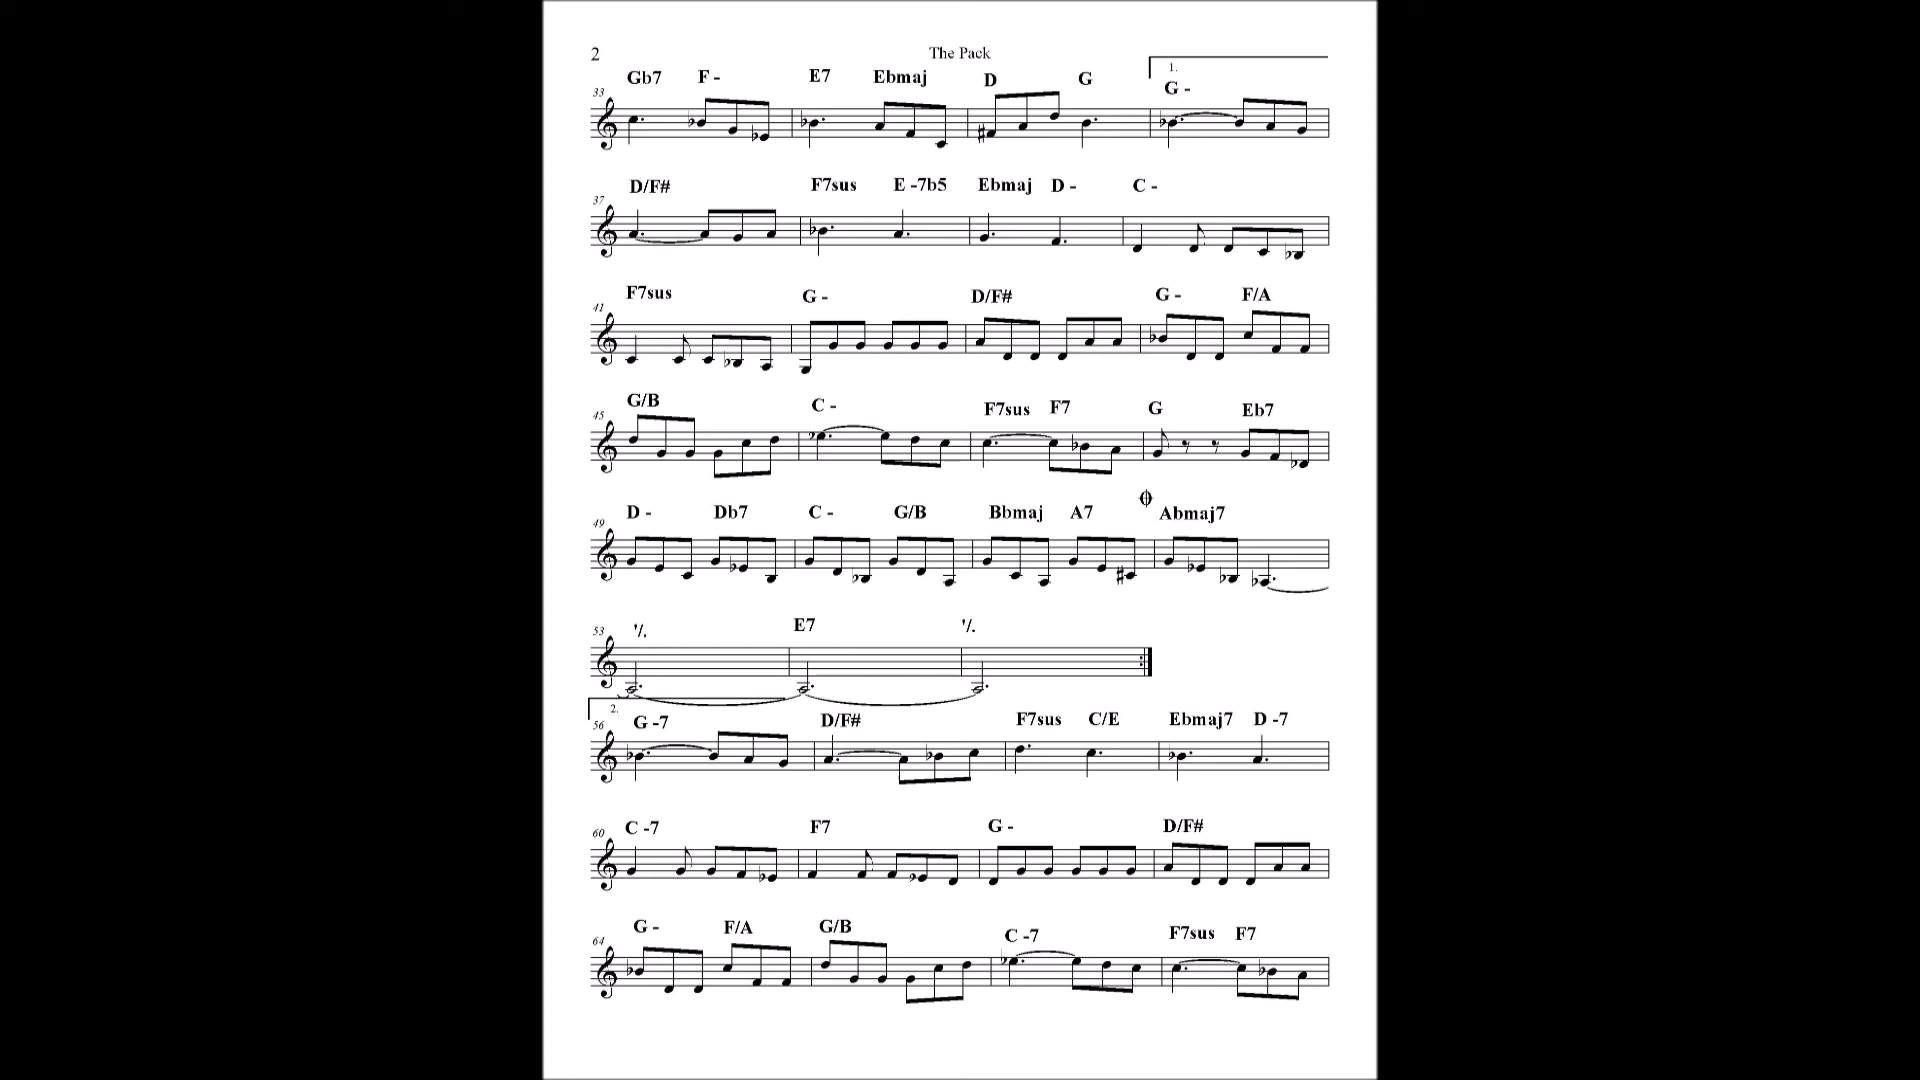 2 The Pack
1.
Gb7 F - E7 Ebmaj D G G -
33
D/F# F7sus E -7b5 Ebmaj D - C -
37
F7sus G - D/F# G - F/A
41
G/B C - F7sus F7 G Eb7
45
D - Db7 C - G/B Bbmaj A7 Abmaj7
49
'/. E7 '/.
53
2.
G -7 D/F# F7sus C/E Ebmaj7 D -7
56
C -7 F7 G - D/F#
60
G - F/A G/B C -7 F7sus F7
64